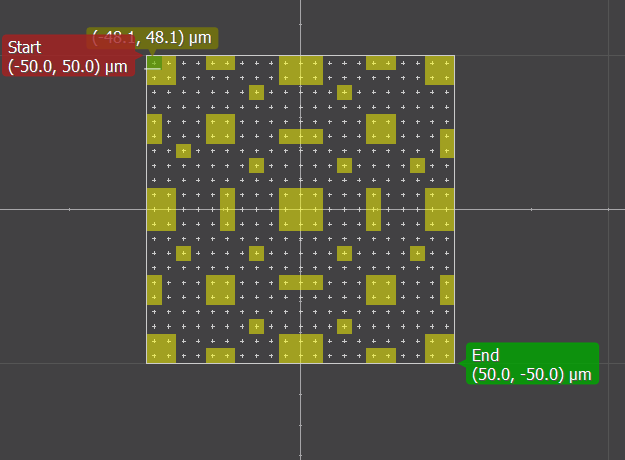 (-48.1, 48.1) µm
Start
(-50.0, 50.0) µm
End
(50.0, -50.0) µm